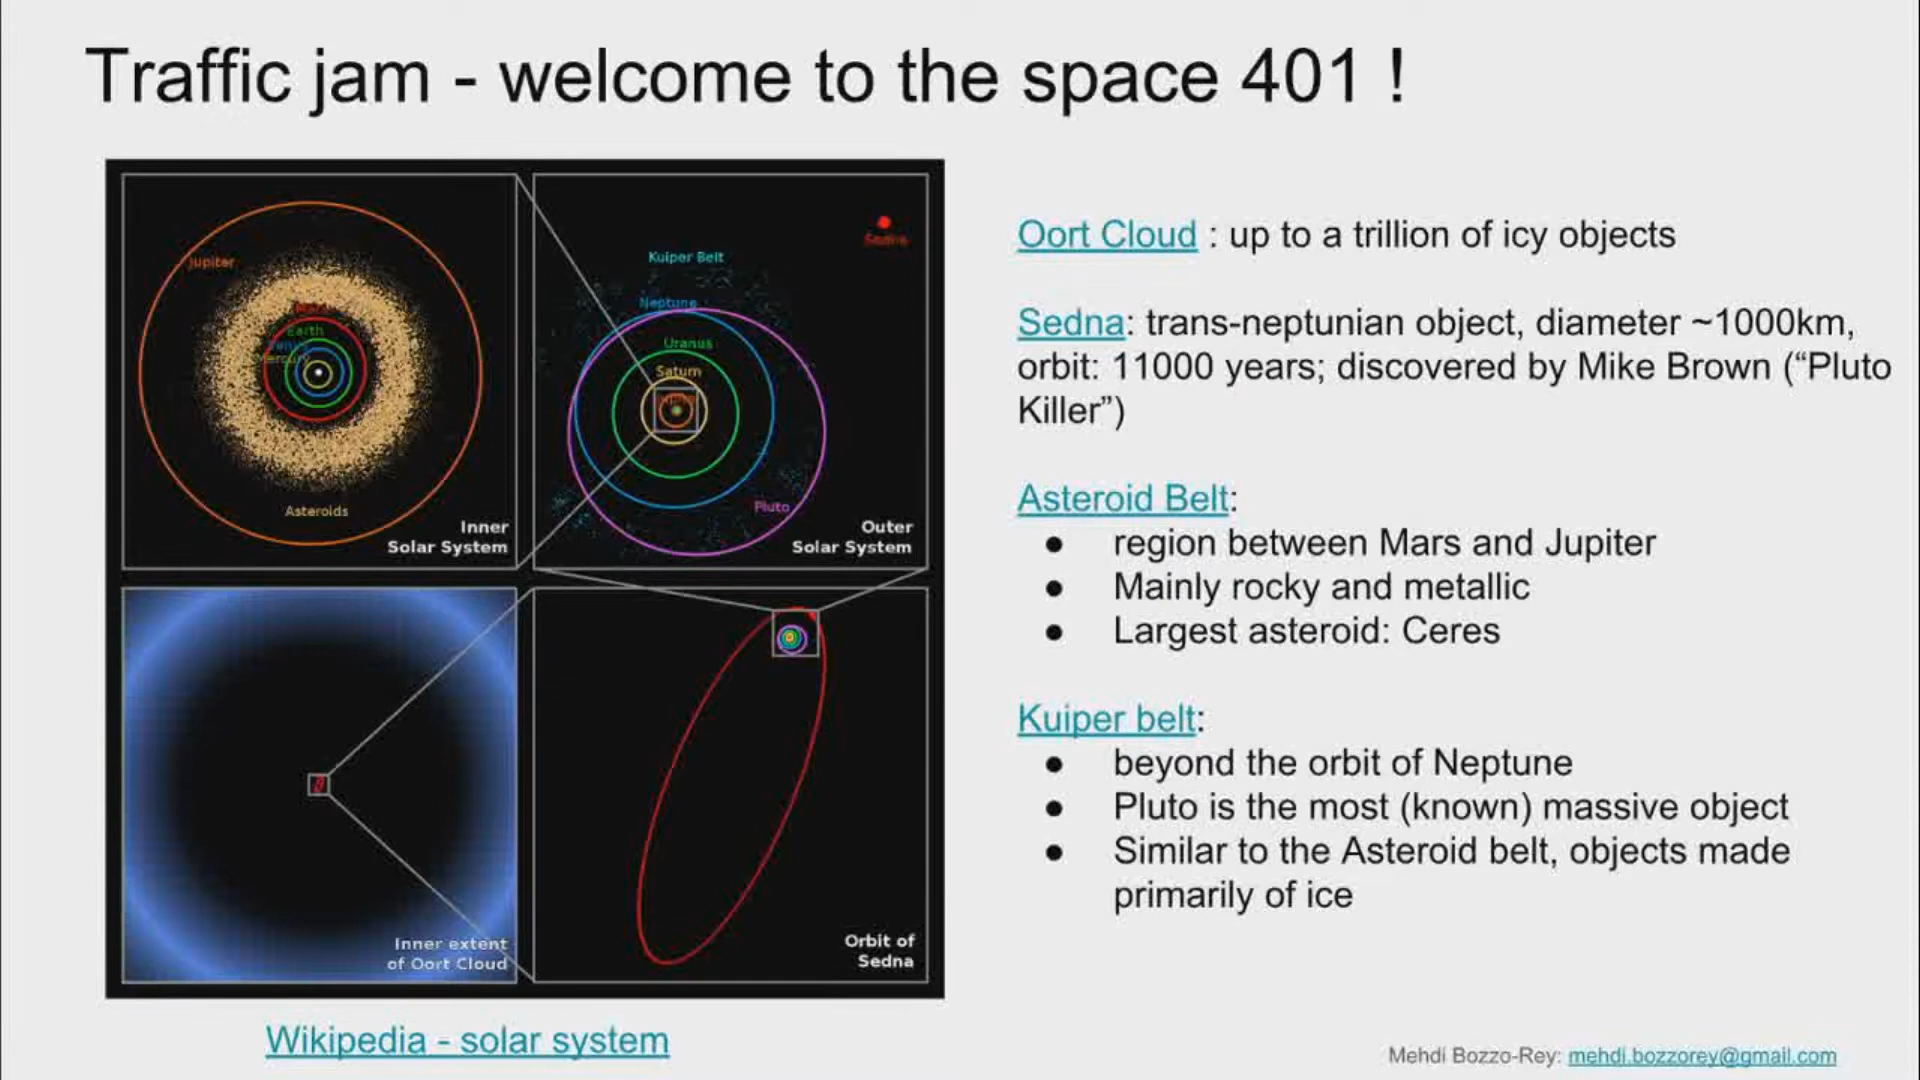 Traffic jam - welcome to the space 401 !
Jupiter
Mars
Earth
Venus
Mercury
Asteroids
Inner
Solar System
Sedna
Kuiper Belt
Neptune
Uranus
Saturn
Jupiter
Pluto
Outer
Solar System
Inner extent
of Oort Cloud
Orbit of
Sedna
Wikipedia - solar system
Oort Cloud : up to a trillion of icy objects
Sedna: trans-neptunian object, diameter ~1000km,
orbit: 11000 years; discovered by Mike Brown (“Pluto
Killer”)
Asteroid Belt:
● region between Mars and Jupiter
● Mainly rocky and metallic
● Largest asteroid: Ceres
Kuiper belt:
● beyond the orbit of Neptune
● Pluto is the most (known) massive object
● Similar to the Asteroid belt, objects made
primarily of ice
Mehdi Bozzo-Rey: mehdi.bozzorey@gmail.com